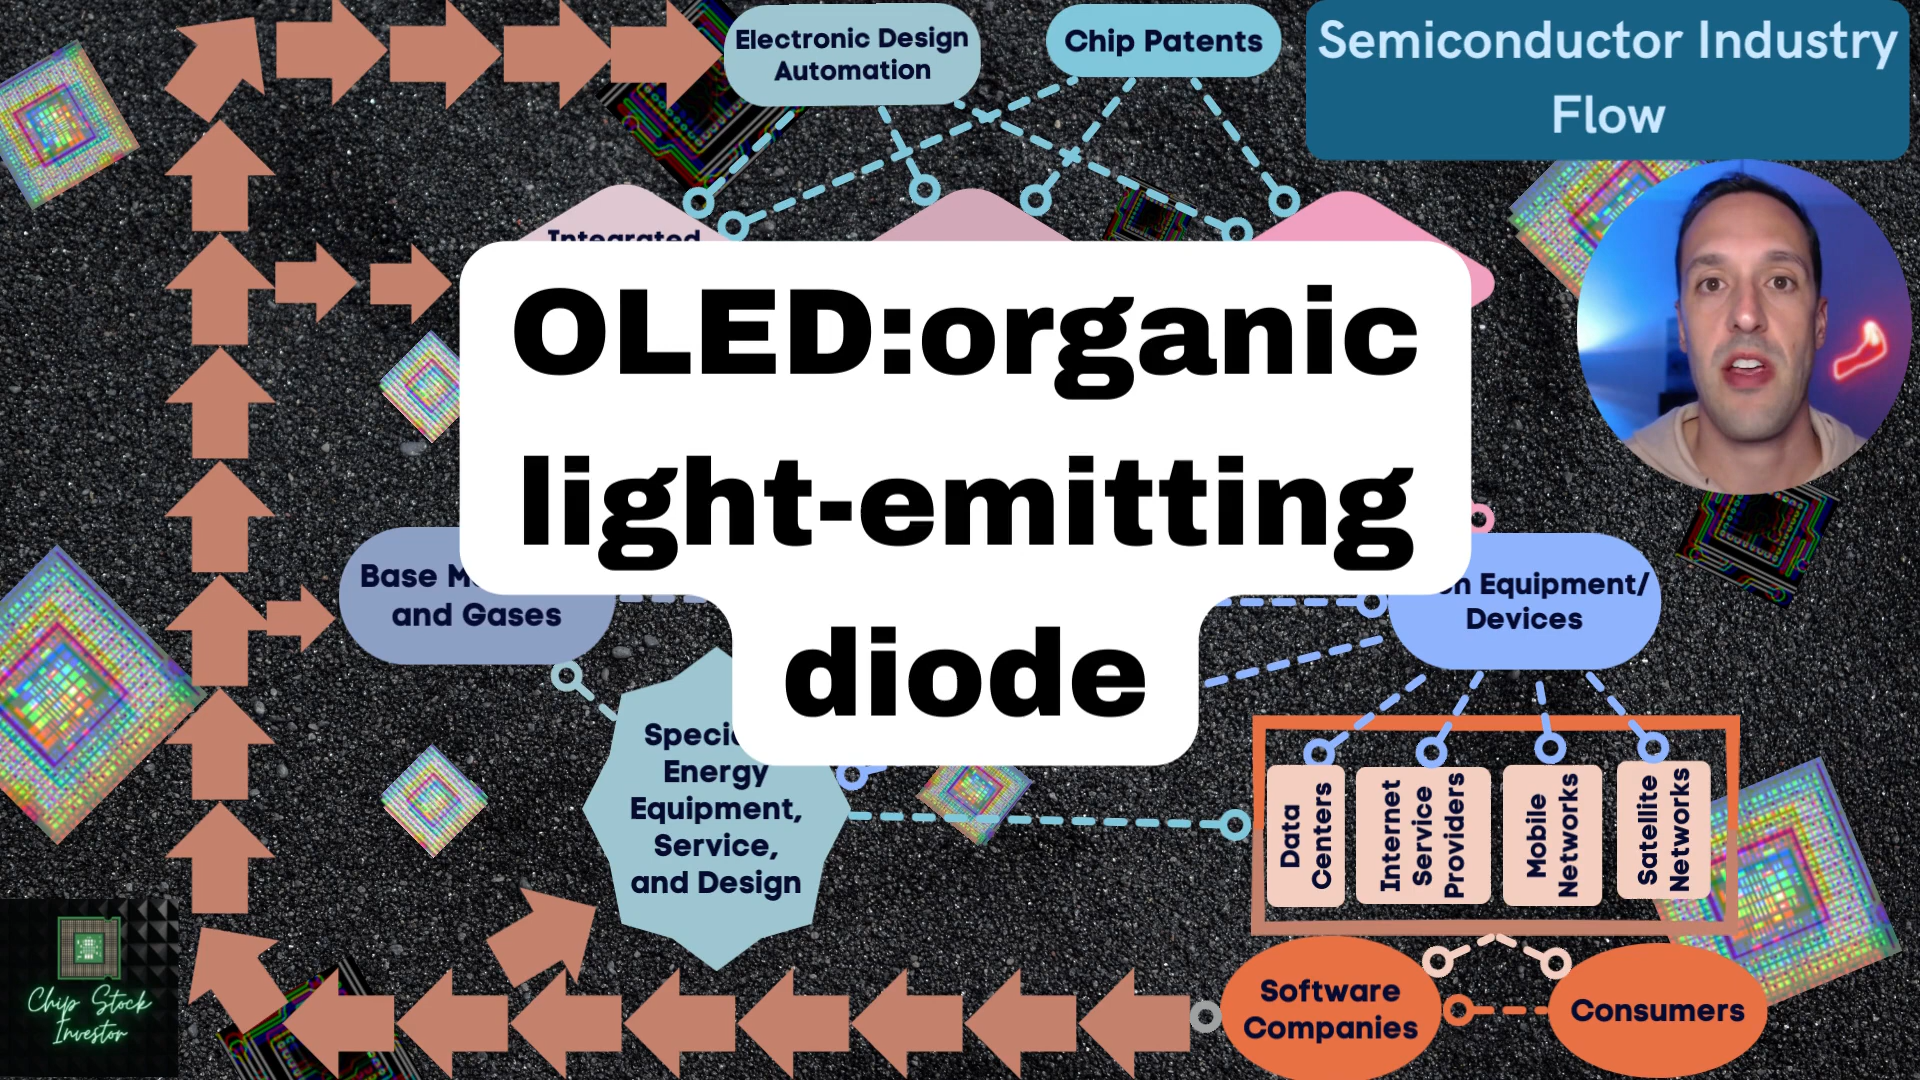 Electronic Design
Automation
Chip Patents
Semiconductor Industry
Flow
Integrated
OLED:organic
light-emitting
diode
Base
and Gases
Equipment/
Devices
Energy
Equipment,
Service,
and Design
Data
Centers
Internet
Service
Providers
Mobile
Networks
Satellite
Networks
Software
Companies
Consumers
Chip Stock
Investor